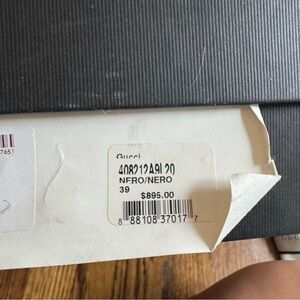 Gucci
408212A9L20
NERO/NERO
39
$895.00
8 88108 37017 7